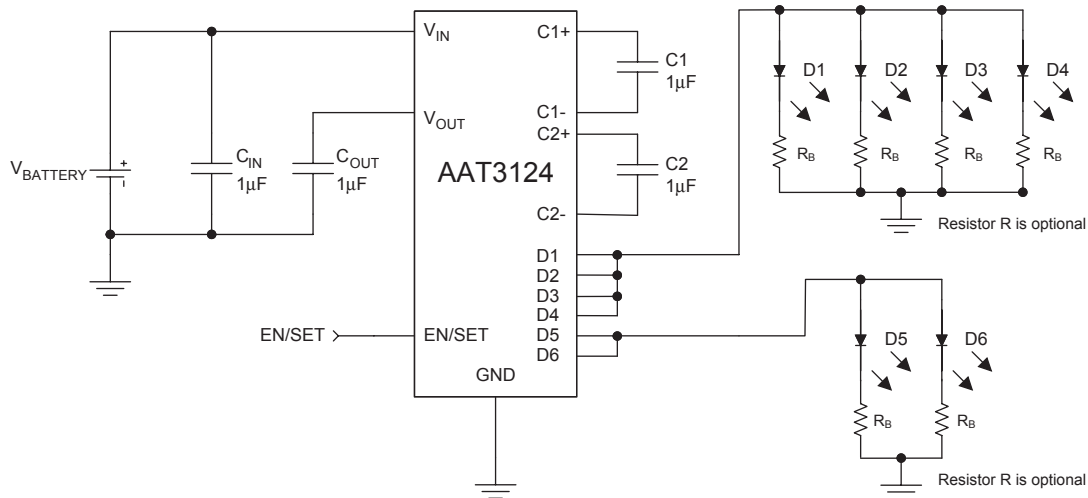 V_IN
C1+
C1
1μF
C1-
V_OUT
C2+
C2
1μF
C2-
AAT3124
V_BATTERY
+
-
C_IN
1μF
C_OUT
1μF
D1
D2
D3
D4
D5
D6
EN/SET
EN/SET
GND
D1
D2
D3
D4
R_B
R_B
R_B
R_B
Resistor R is optional
D5
D6
R_B
R_B
Resistor R is optional